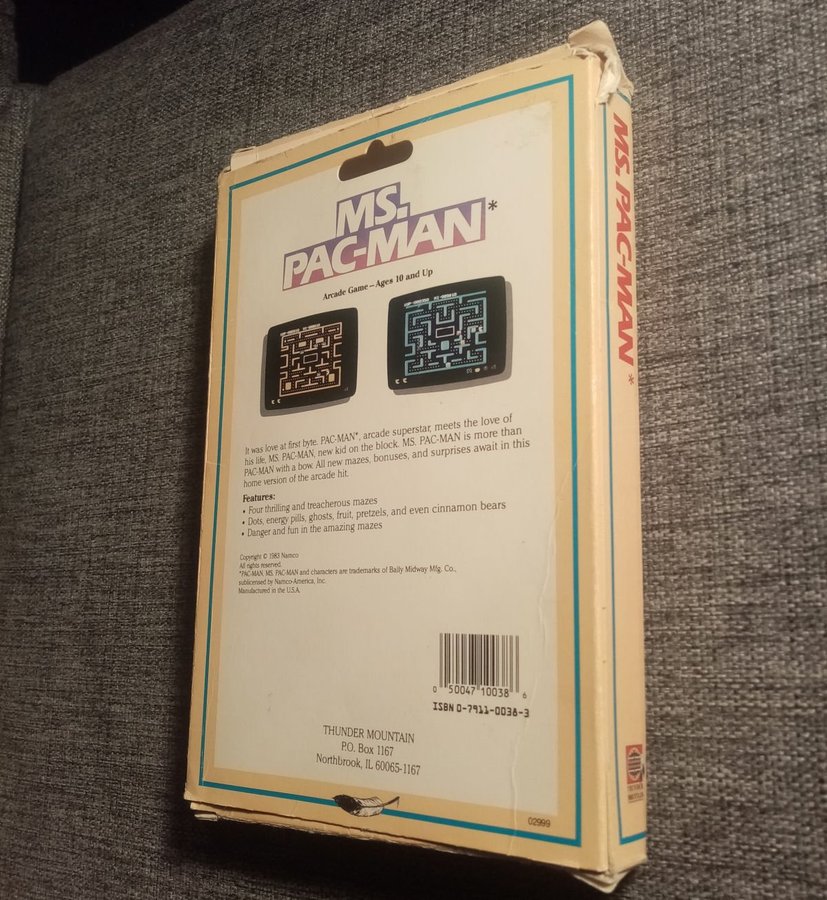 MS.
PAC-MAN*
Arcade Game – Ages 10 and Up
It was love at first byte. PAC-MAN*, arcade superstar, meets the love of
his life, MS. PAC-MAN, new kid on the block. MS. PAC-MAN is more than
PAC-MAN with a bow. All new mazes, bonuses, and surprises await in this
home version of the arcade hit.
Features:
• Four thrilling and treacherous mazes
• Dots, energy pills, ghosts, fruit, pretzels, and even cinnamon bears
• Danger and fun in the amazing mazes
Copyright © 1983 Namco
All rights reserved.
*PAC-MAN, MS. PAC-MAN and characters are trademarks of Bally Midway Mfg. Co.,
sublicensed by Namco-America, Inc.
Manufactured in the U.S.A.
0 50047 10038 6
ISBN 0-7911-0038-3
THUNDER MOUNTAIN
P.O. Box 1167
Northbrook, IL 60065-1167
02999
MS. PAC-MAN*
THUNDER
MOUNTAIN